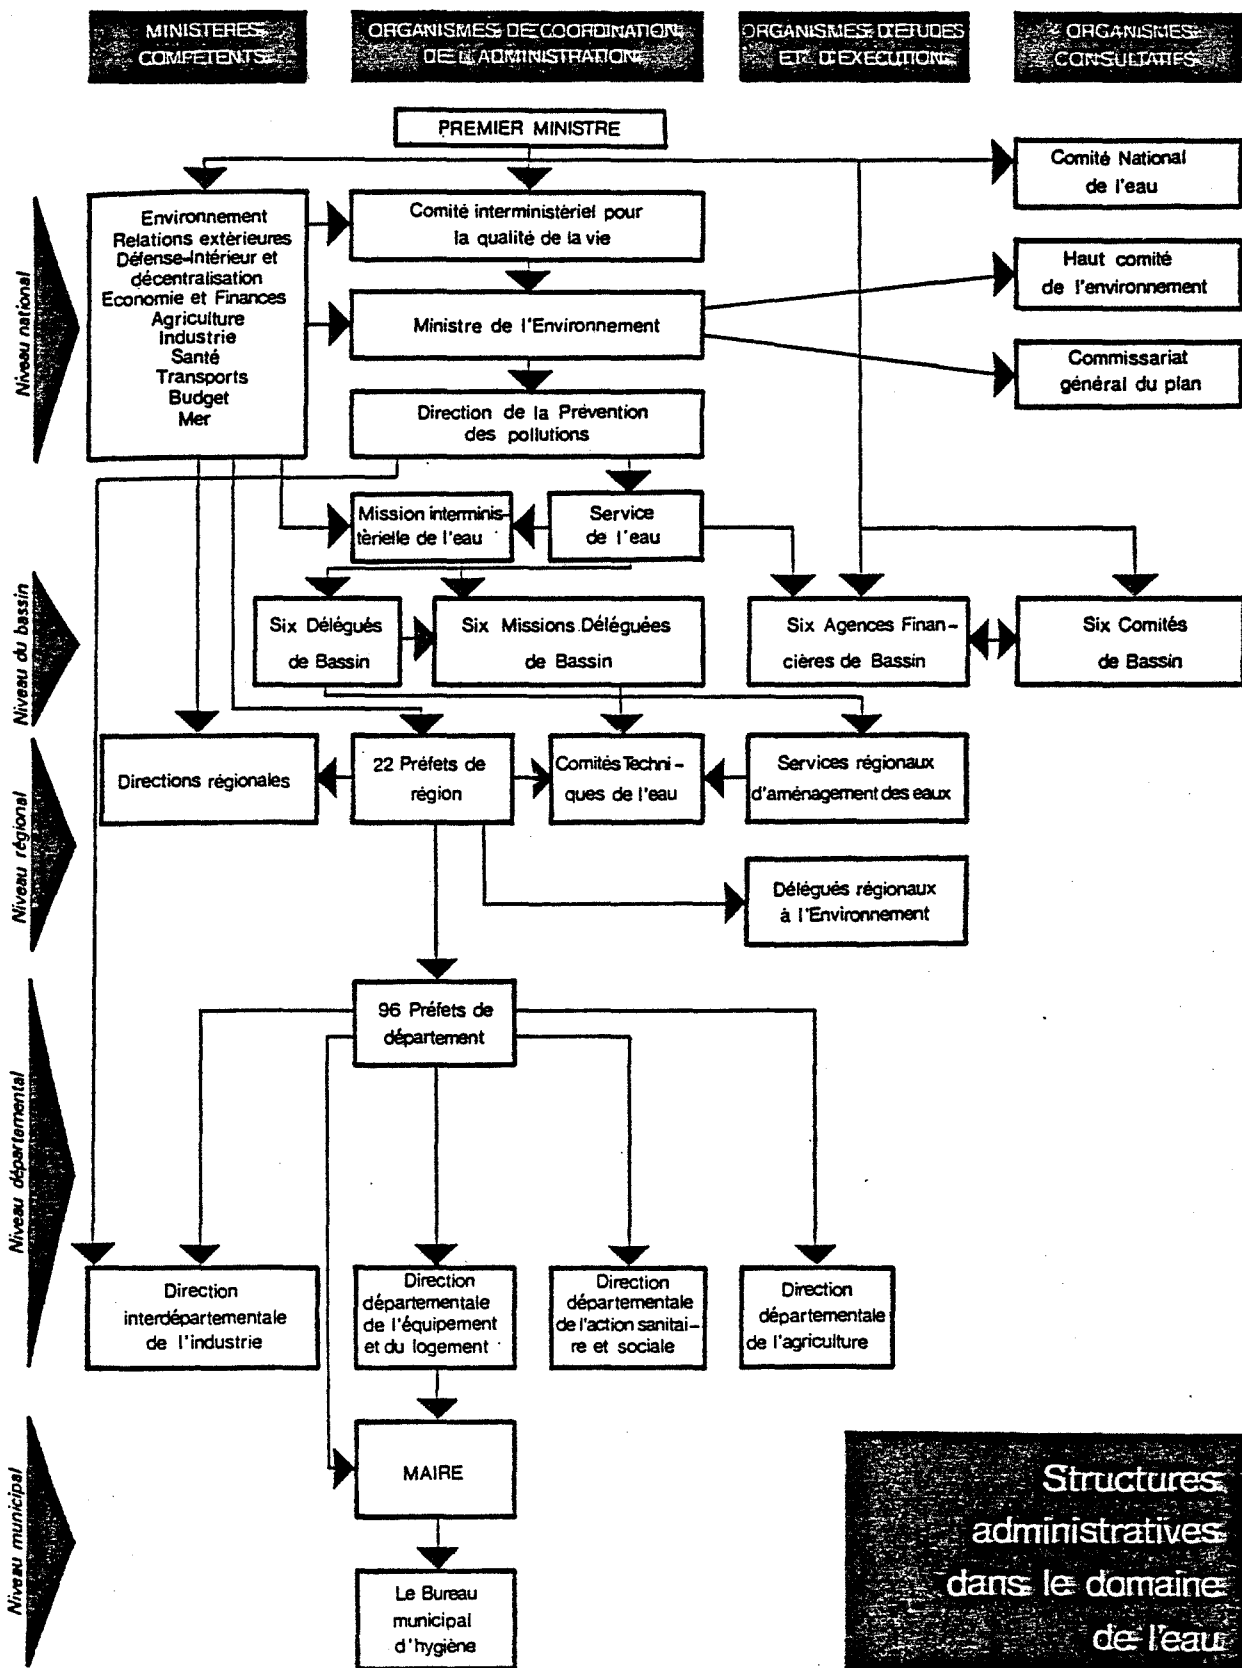 MINISTERES
COMPETENTS
ORGANISMES DE COORDINATION
DE L'ADMINISTRATION
ORGANISMES D'ETUDES
ET D'EXECUTION
ORGANISMES
CONSULTATIFS
PREMIER MINISTRE
Comité National
de l'eau
Niveau national
Environnement
Relations extèrieures
Défense-Intérieur et
décentralisation
Economie et Finances
Agriculture
Industrie
Santé
Transports
Budget
Mer
Comité interministèriel pour
la qualité de la vie
Haut comité
de l'environnement
Ministre de l'Environnement
Commissariat
général du plan
Direction de la Prévention
des pollutions
Mission interminis-
tèrielle de l'eau
Service
de l'eau
Niveau du bassin
Six Délégués
de Bassin
Six Missions Déléguées
de Bassin
Six Agences Finan-
cières de Bassin
Six Comités
de Bassin
Niveau régional
Directions régionales
22 Préfets de
région
Comités Techni-
ques de l'eau
Services régionaux
d'aménagement des eaux
Délégués régionaux
à l'Environnement
Niveau départemental
96 Préfets de
département
Direction
interdépartementale
de l'industrie
Direction
départementale
de l'équipement
et du logement
Direction
départementale
de l'action sanitai-
re et sociale
Direction
départementale
de l'agriculture
Niveau municipal
MAIRE
Le Bureau
municipal
d'hygiène
Structures
administratives
dans le domaine
de l'eau